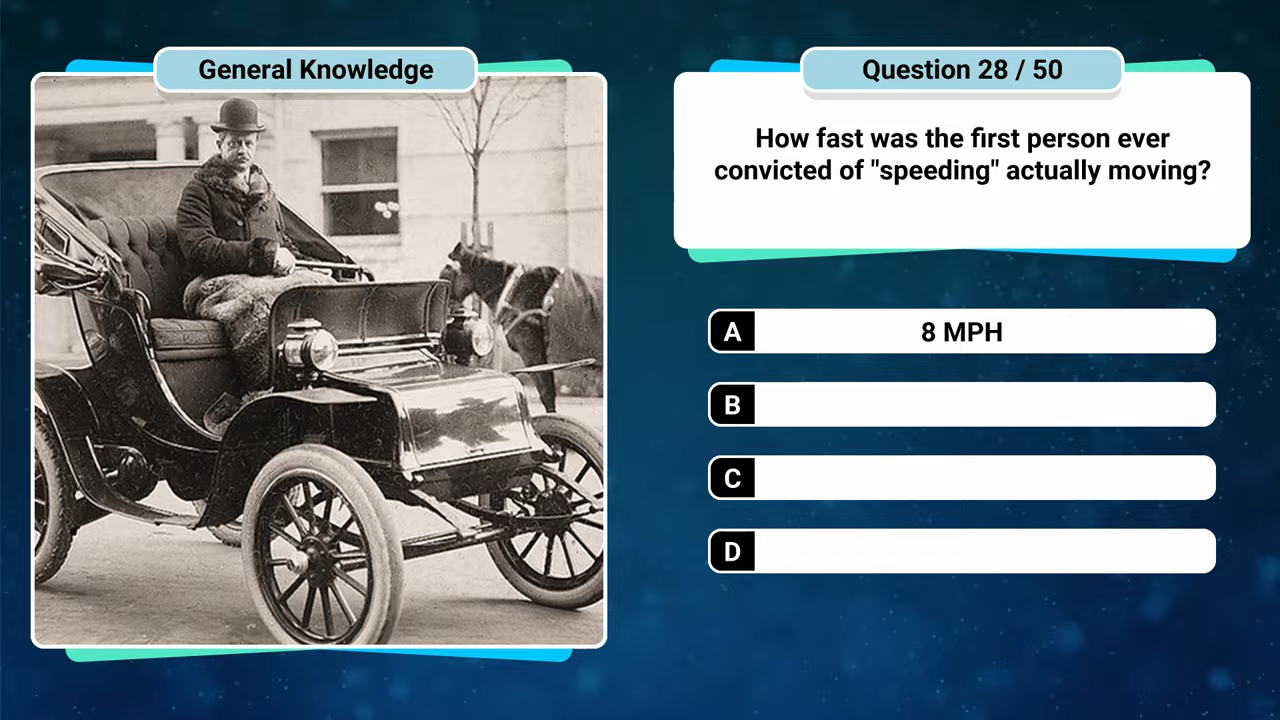 General Knowledge
Question 28 / 50
How fast was the first person ever
convicted of "speeding" actually moving?
A 8 MPH
B
C
D